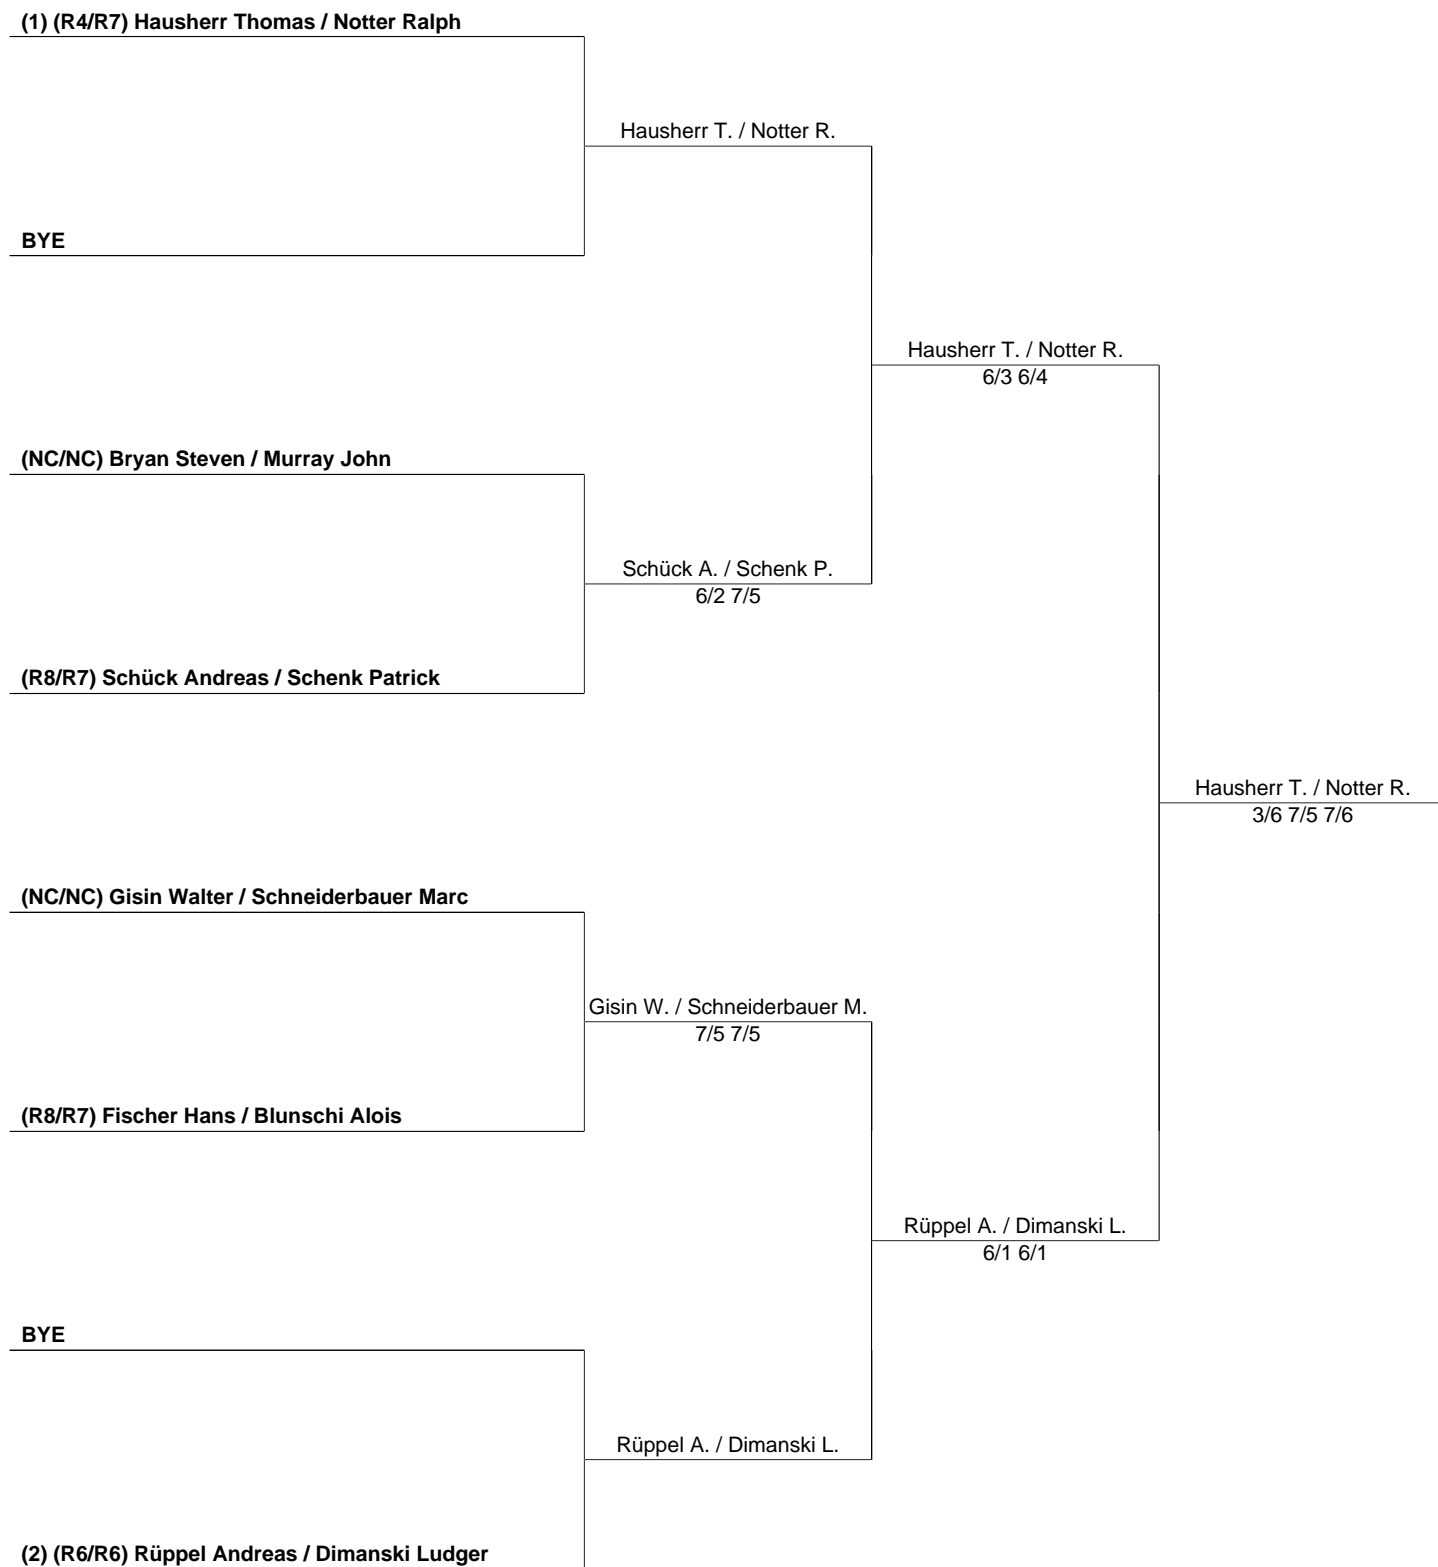 (1) (R4/R7) Hausherr Thomas / Notter Ralph
Hausherr T. / Notter R.
BYE
Hausherr T. / Notter R.
6/3 6/4
(NC/NC) Bryan Steven / Murray John
Schück A. / Schenk P.
6/2 7/5
(R8/R7) Schück Andreas / Schenk Patrick
Hausherr T. / Notter R.
3/6 7/5 7/6
(NC/NC) Gisin Walter / Schneiderbauer Marc
Gisin W. / Schneiderbauer M.
7/5 7/5
(R8/R7) Fischer Hans / Blunschi Alois
Rüppel A. / Dimanski L.
6/1 6/1
BYE
Rüppel A. / Dimanski L.
(2) (R6/R6) Rüppel Andreas / Dimanski Ludger